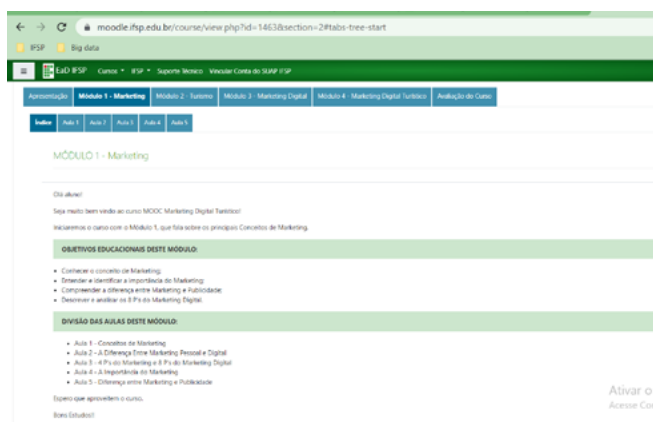 moodle.ifsp.edu.br/course/view.php?id=1463&section=2#tabs-tree-start
IFSP Big data
EaD IFSP Cursos IFSP Suporte técnico Vincular Conta do SUAP IFSP
Apresentação Módulo 1 - Marketing Módulo 2 - Turismo Módulo 3 - Marketing Digital Módulo 4 - Marketing Digital Turístico Avaliação do Curso
Índice Aula 1 Aula 2 Aula 3 Aula 4 Aula 5
MÓDULO 1 - Marketing
Olá aluno!
Seja muito bem vindo ao curso MOOC Marketing Digital Turístico!
Iniciaremos o curso com o Módulo 1, que fala sobre os principais Conceitos de Marketing.
OBJETIVOS EDUCACIONAIS DESTE MÓDULO:
• Conhecer o conceito de Marketing;
• Entender e identificar a importância do Marketing;
• Compreender a diferença entre Marketing e Publicidade;
• Descrever e analisar os 8 P's do Marketing Digital.
DIVISÃO DAS AULAS DESTE MÓDULO:
• Aula 1 - Conceitos de Marketing
• Aula 2 - A Diferença Entre Marketing Pessoal e Digital
• Aula 3 - 4 P's do Marketing e 8 P's do Marketing Digital
• Aula 4 - A Importância do Marketing
• Aula 5 - Diferença entre Marketing e Publicidade
Espero que aproveitem o curso.
Bons Estudos!
Ativar o
Acesse Co